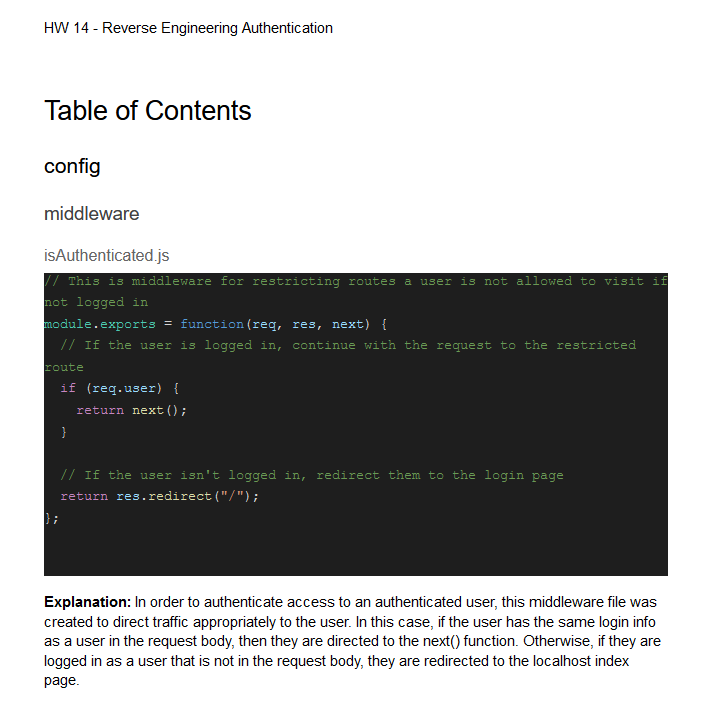 HW 14 - Reverse Engineering Authentication
Table of Contents
config
middleware
isAuthenticated.js
// This is middleware for restricting routes a user is not allowed to visit if
not logged in
module.exports = function(req, res, next) {
  // If the user is logged in, continue with the request to the restricted
route
  if (req.user) {
    return next();
  }
  // If the user isn't logged in, redirect them to the login page
  return res.redirect("/");
};
Explanation: In order to authenticate access to an authenticated user, this middleware file was
created to direct traffic appropriately to the user. In this case, if the user has the same login info
as a user in the request body, then they are directed to the next() function. Otherwise, if they are
logged in as a user that is not in the request body, they are redirected to the localhost index
page.